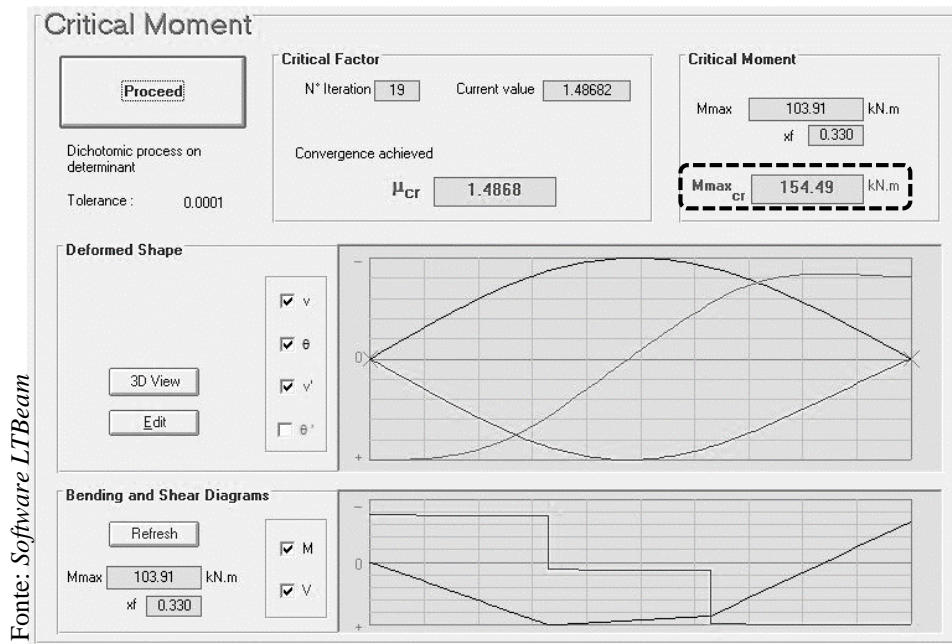 Critical Moment
Proceed
Dichotomic process on
determinant
Tolerance : 0.0001
Critical Factor
N° Iteration 19 Current value 1.48682
Convergence achieved
μcr 1.4868
Critical Moment
Mmax 103.91 kN.m
xf 0.330
Mmax cr 154.49 kN.m
Deformed Shape
v
θ
v'
θ'
3D View
Edit
−
0
+
Bending and Shear Diagrams
Refresh
Mmax 103.91 kN.m
xf 0.330
M
V
−
0
+
Fonte: Software LTBeam